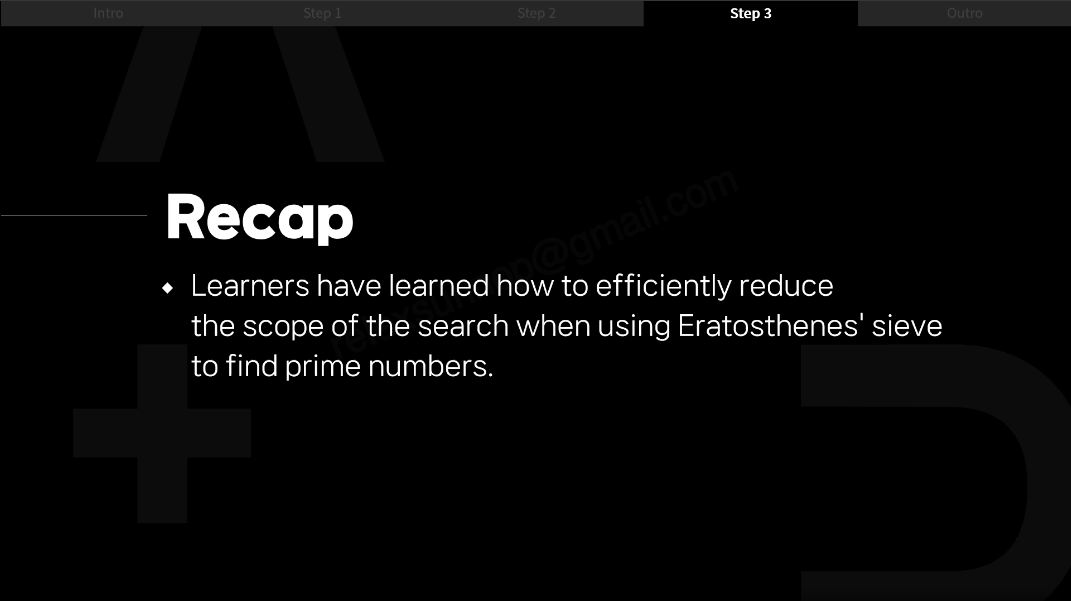 Intro
Step 1
Step 2
Step 3
Outro
Recap
Learners have learned how to efficiently reduce
the scope of the search when using Eratosthenes' sieve
to find prime numbers.